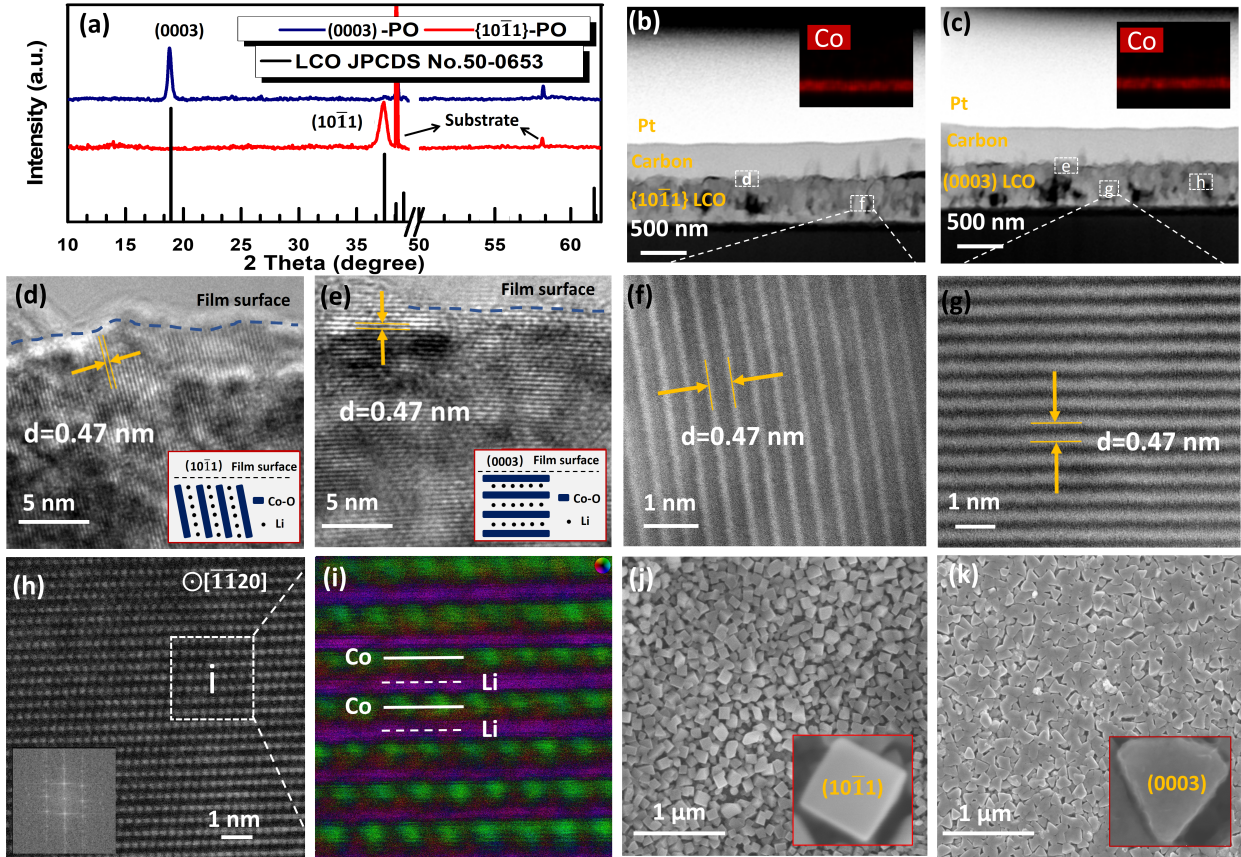 (a)
(0003)
(0003) -PO
{101̅1}-PO
LCO JPCDS No.50-0653
(101̅1)
Substrate
Intensity (a.u.)
10 15 20 25 30 35 50 55 60
2 Theta (degree)
(b)
Co
Pt
Carbon
d
{101̅1} LCO
f
500 nm
(c)
Co
Pt
Carbon
e
(0003) LCO
g
h
500 nm
(d)
Film surface
d=0.47 nm
5 nm
(101̅1) Film surface
Co-O
Li
(e)
Film surface
d=0.47 nm
5 nm
(0003) Film surface
Co-O
Li
(f)
d=0.47 nm
1 nm
(g)
d=0.47 nm
1 nm
(h)
⊙[1̅1̅20]
i
1 nm
(i)
Co
Li
Co
Li
(j)
1 μm
(101̅1)
(k)
1 μm
(0003)